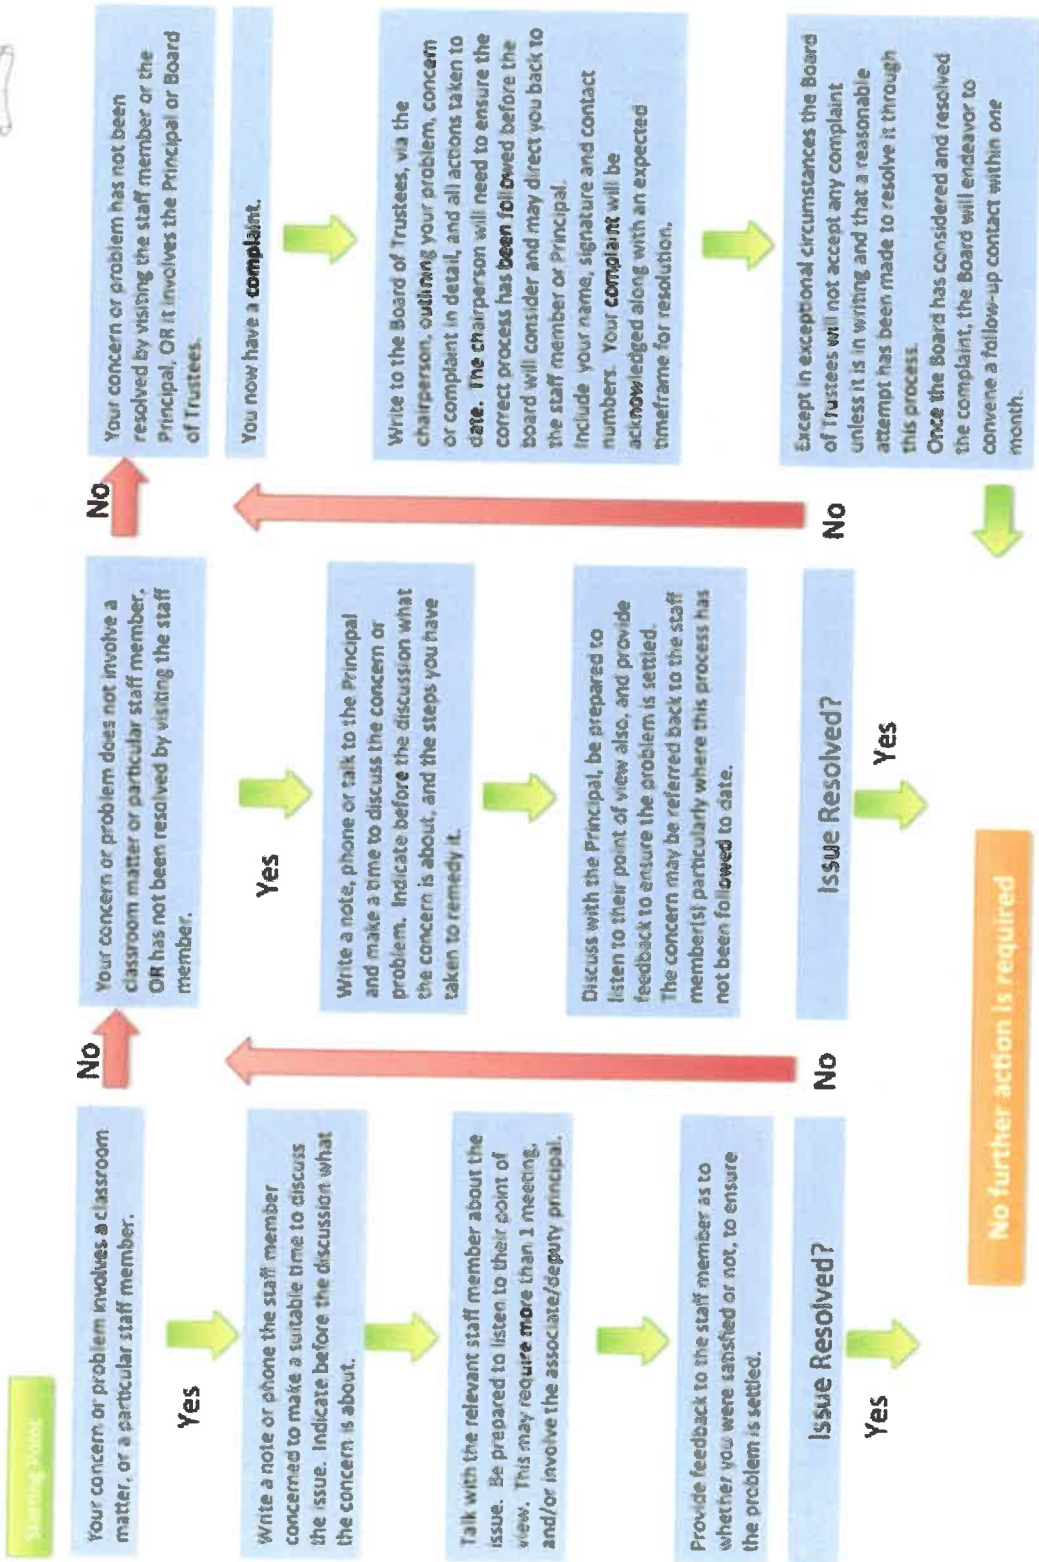 Starting Point
Your concern or problem involves a classroom
matter, or a particular staff member.
Yes
Write a note or phone the staff member
concerned to make a suitable time to discuss
the issue. Indicate before the discussion what
the concern is about.
Talk with the relevant staff member about the
issue. Be prepared to listen to their point of
view. This may require more than 1 meeting,
and/or involve the associate/deputy principal.
Provide feedback to the staff member as to
whether you were satisfied or not, to ensure
the problem is settled.
Issue Resolved?
Yes
No
No
Your concern or problem does not involve a
classroom matter or particular staff member,
OR has not been resolved by visiting the staff
member.
Yes
Write a note, phone or talk to the Principal
and make a time to discuss the concern or
problem. Indicate before the discussion what
the concern is about, and the steps you have
taken to remedy it.
Discuss with the Principal, be prepared to
listen to their point of view also, and provide
feedback to ensure the problem is settled.
The concern may be referred back to the staff
member(s) particularly where this process has
not been followed to date.
Issue Resolved?
Yes
No
No
Your concern or problem has not been
resolved by visiting the staff member or the
Principal, OR it involves the Principal or Board
of Trustees.
You now have a complaint.
Write to the Board of Trustees, via the
chairperson, outlining your problem, concern
or complaint in detail, and all actions taken to
date. The chairperson will need to ensure the
correct process has been followed before the
board will consider and may direct you back to
the staff member or Principal.
Include your name, signature and contact
numbers. Your complaint will be
acknowledged along with an expected
timeframe for resolution.
Except in exceptional circumstances the Board
of Trustees will not accept any complaint
unless it is in writing and that a reasonable
attempt has been made to resolve it through
this process.
Once the Board has considered and resolved
the complaint, the Board will endeavor to
convene a follow-up contact within one
month.
No further action is required